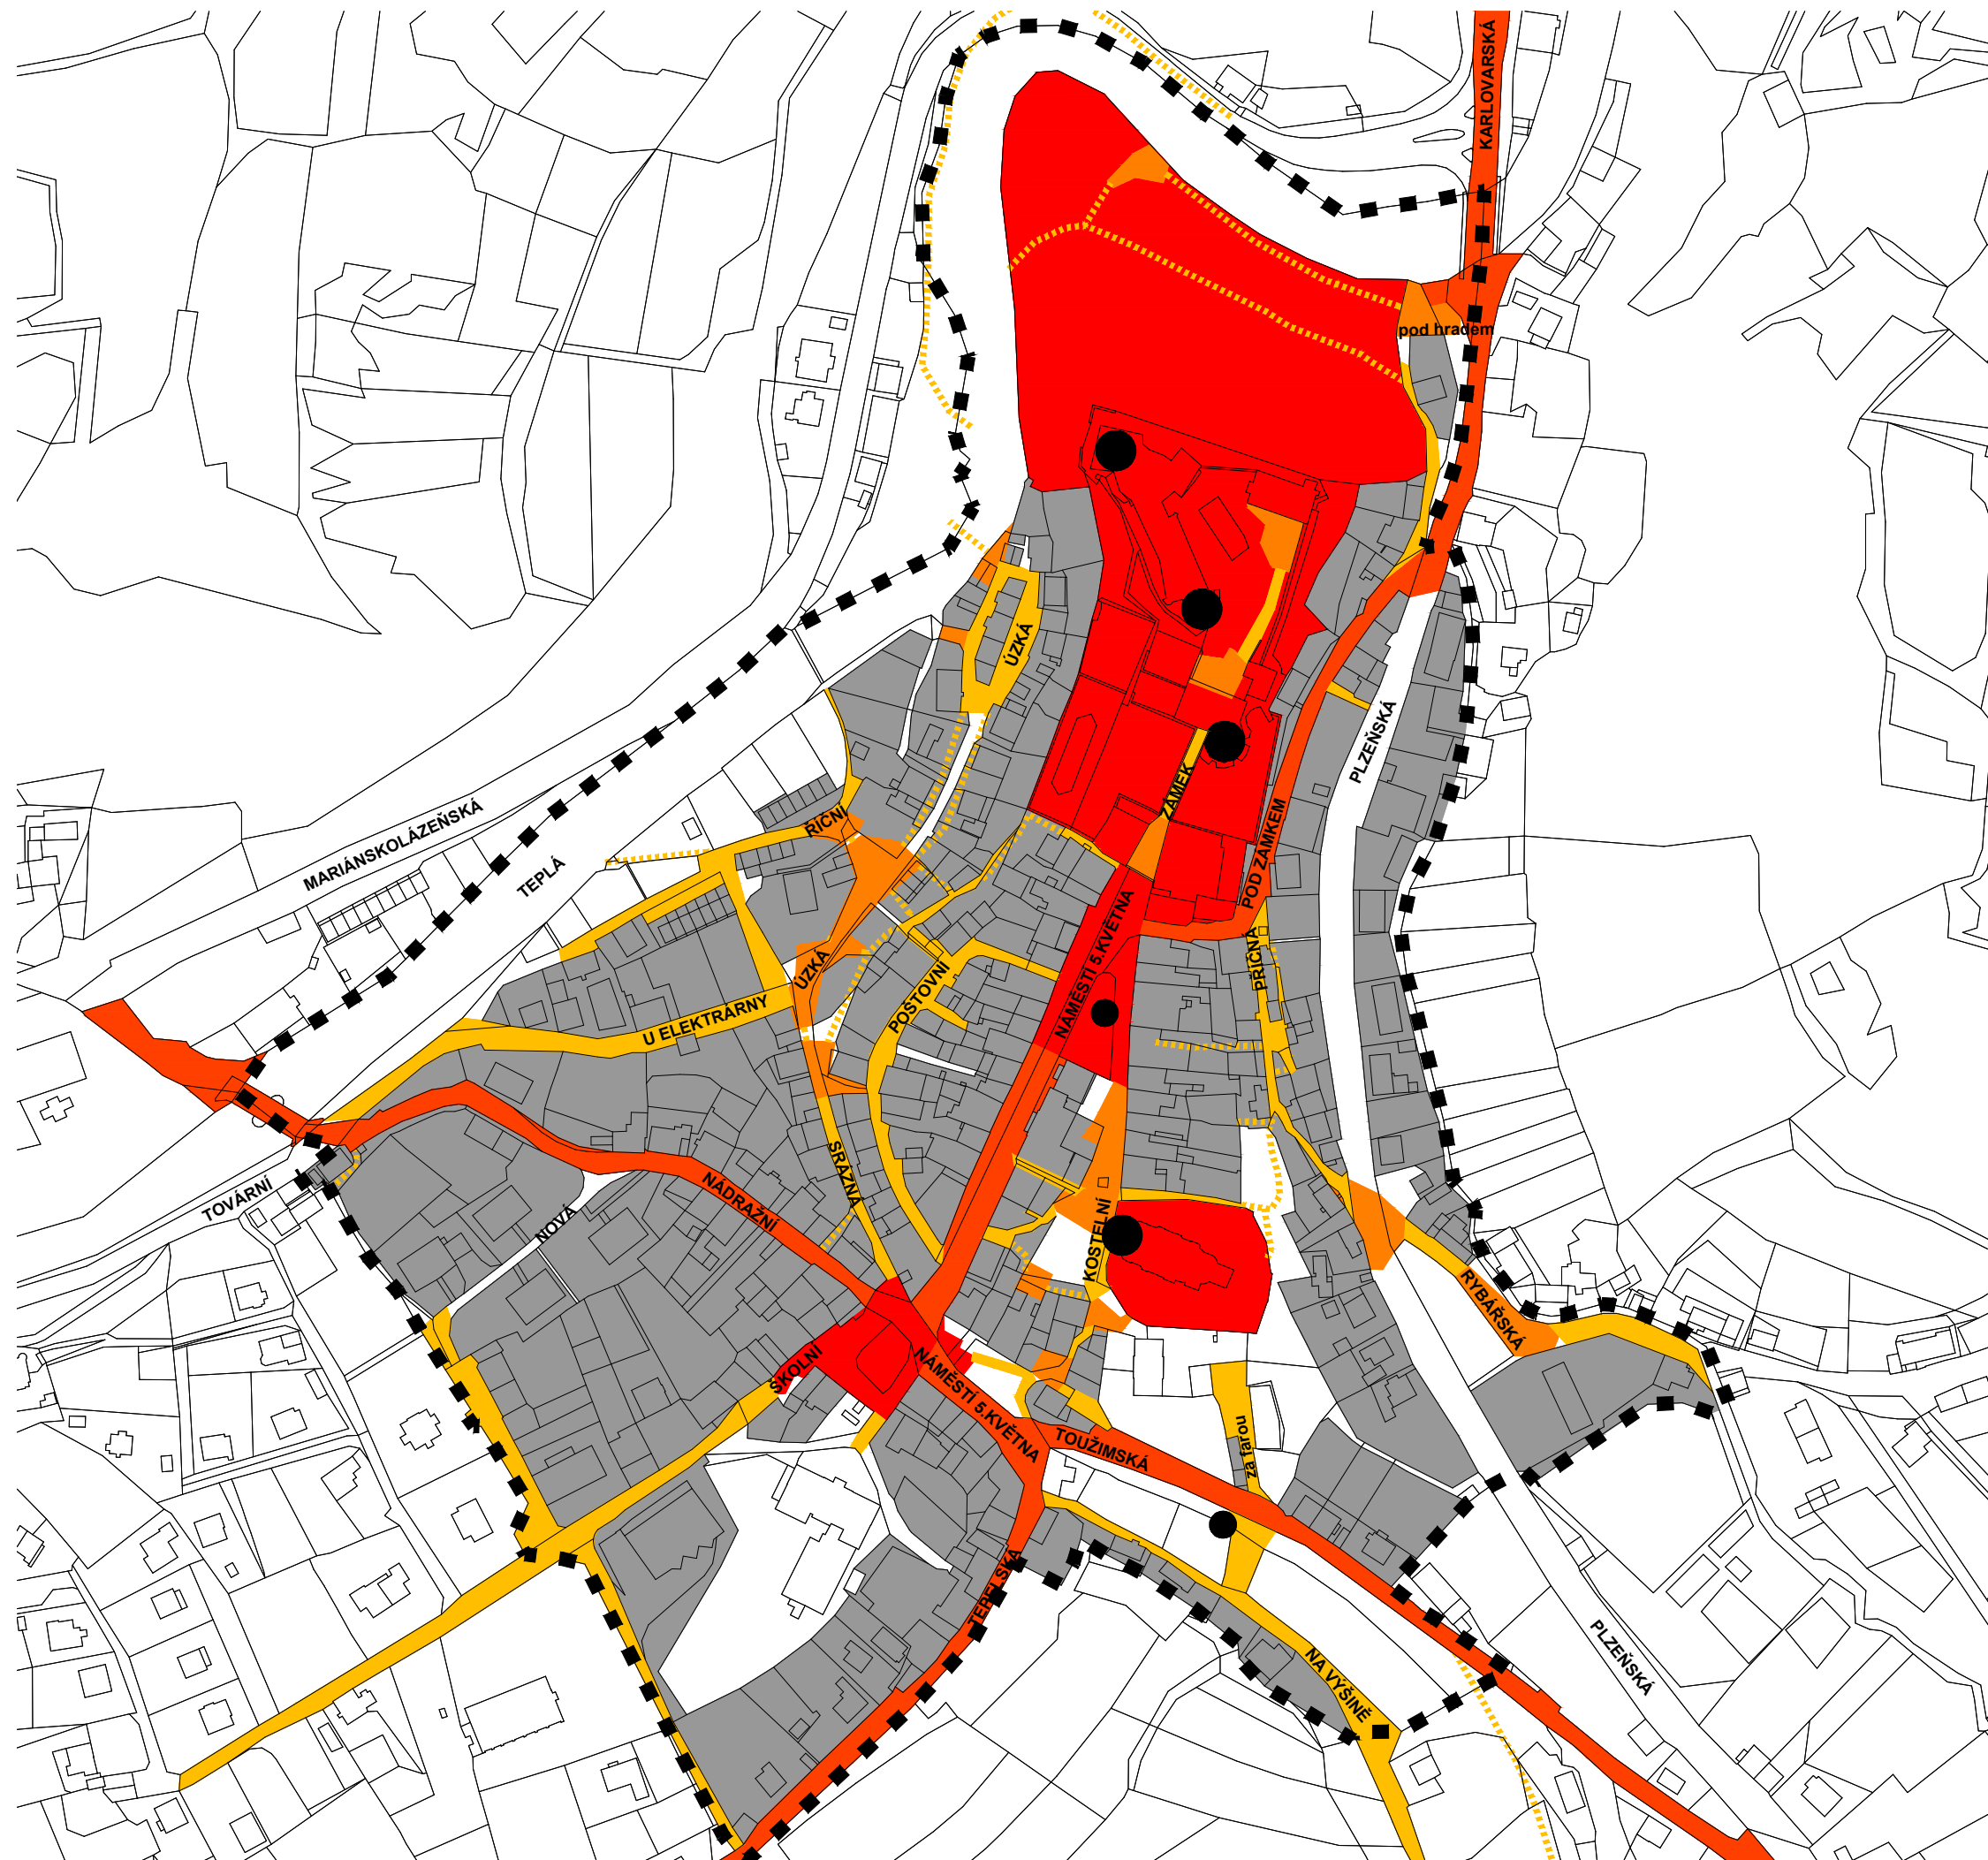 KARLOVARSKÁ
pod hradem
ÚZKÁ
PLZEŇSKÁ
ZÁMEK
ŘÍČNÍ
MARIÁNSKOLÁZEŇSKÁ
TEPLÁ
POD ZÁMKEM
NÁMĚSTÍ 5.KVĚTNA
PŘÍČNÁ
ÚZKÁ
POŠTOVNÍ
U ELEKTRÁRNY
SRÁZNÁ
NÁDRAŽNÍ
TOVÁRNÍ
NOVÁ
KOSTELNÍ
RYBÁŘSKÁ
ŠKOLNÍ
NÁMĚSTÍ 5.KVĚTNA
TOUŽIMSKÁ
za farou
TEPELSKÁ
NA VÝŠINĚ
PLZEŇSKÁ